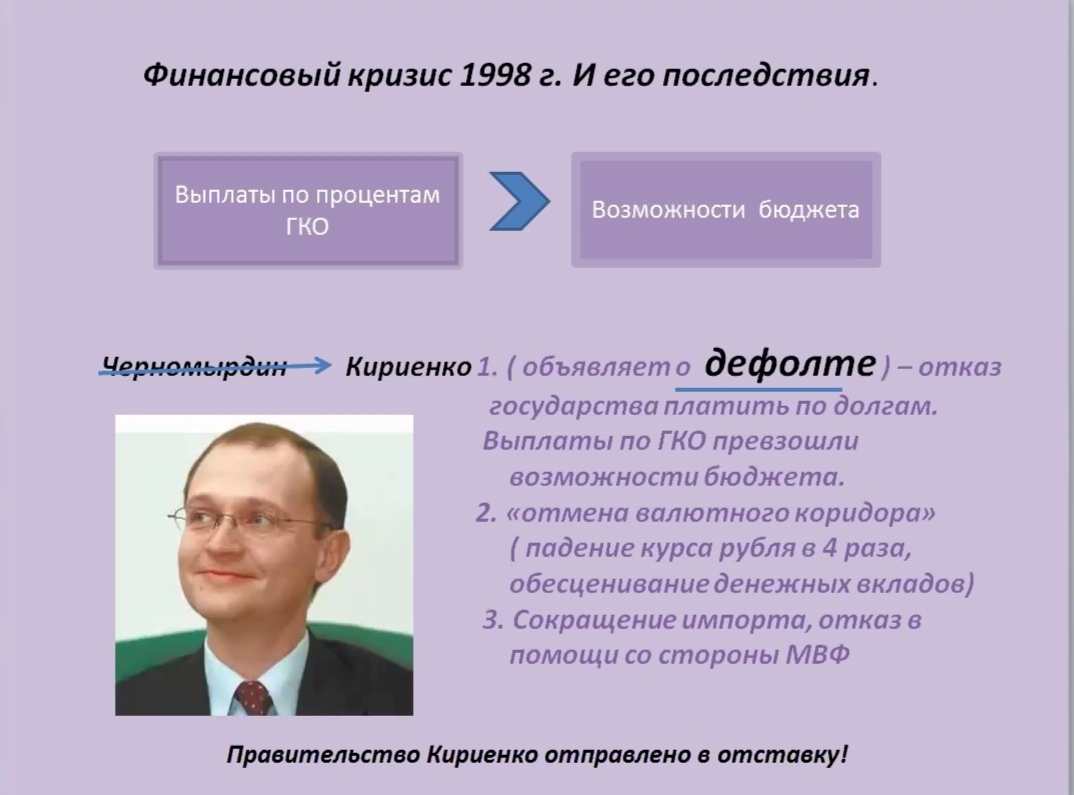 Финансовый кризис 1998 г. И его последствия.
Выплаты по процентам
ГКО
Возможности бюджета
Черномырдин Кириенко 1. ( объявляет о дефолте ) – отказ
государства платить по долгам.
Выплаты по ГКО превзошли
возможности бюджета.
2. «отмена валютного коридора»
( падение курса рубля в 4 раза,
обесценивание денежных вкладов)
3. Сокращение импорта, отказ в
помощи со стороны МВФ
Правительство Кириенко отправлено в отставку!